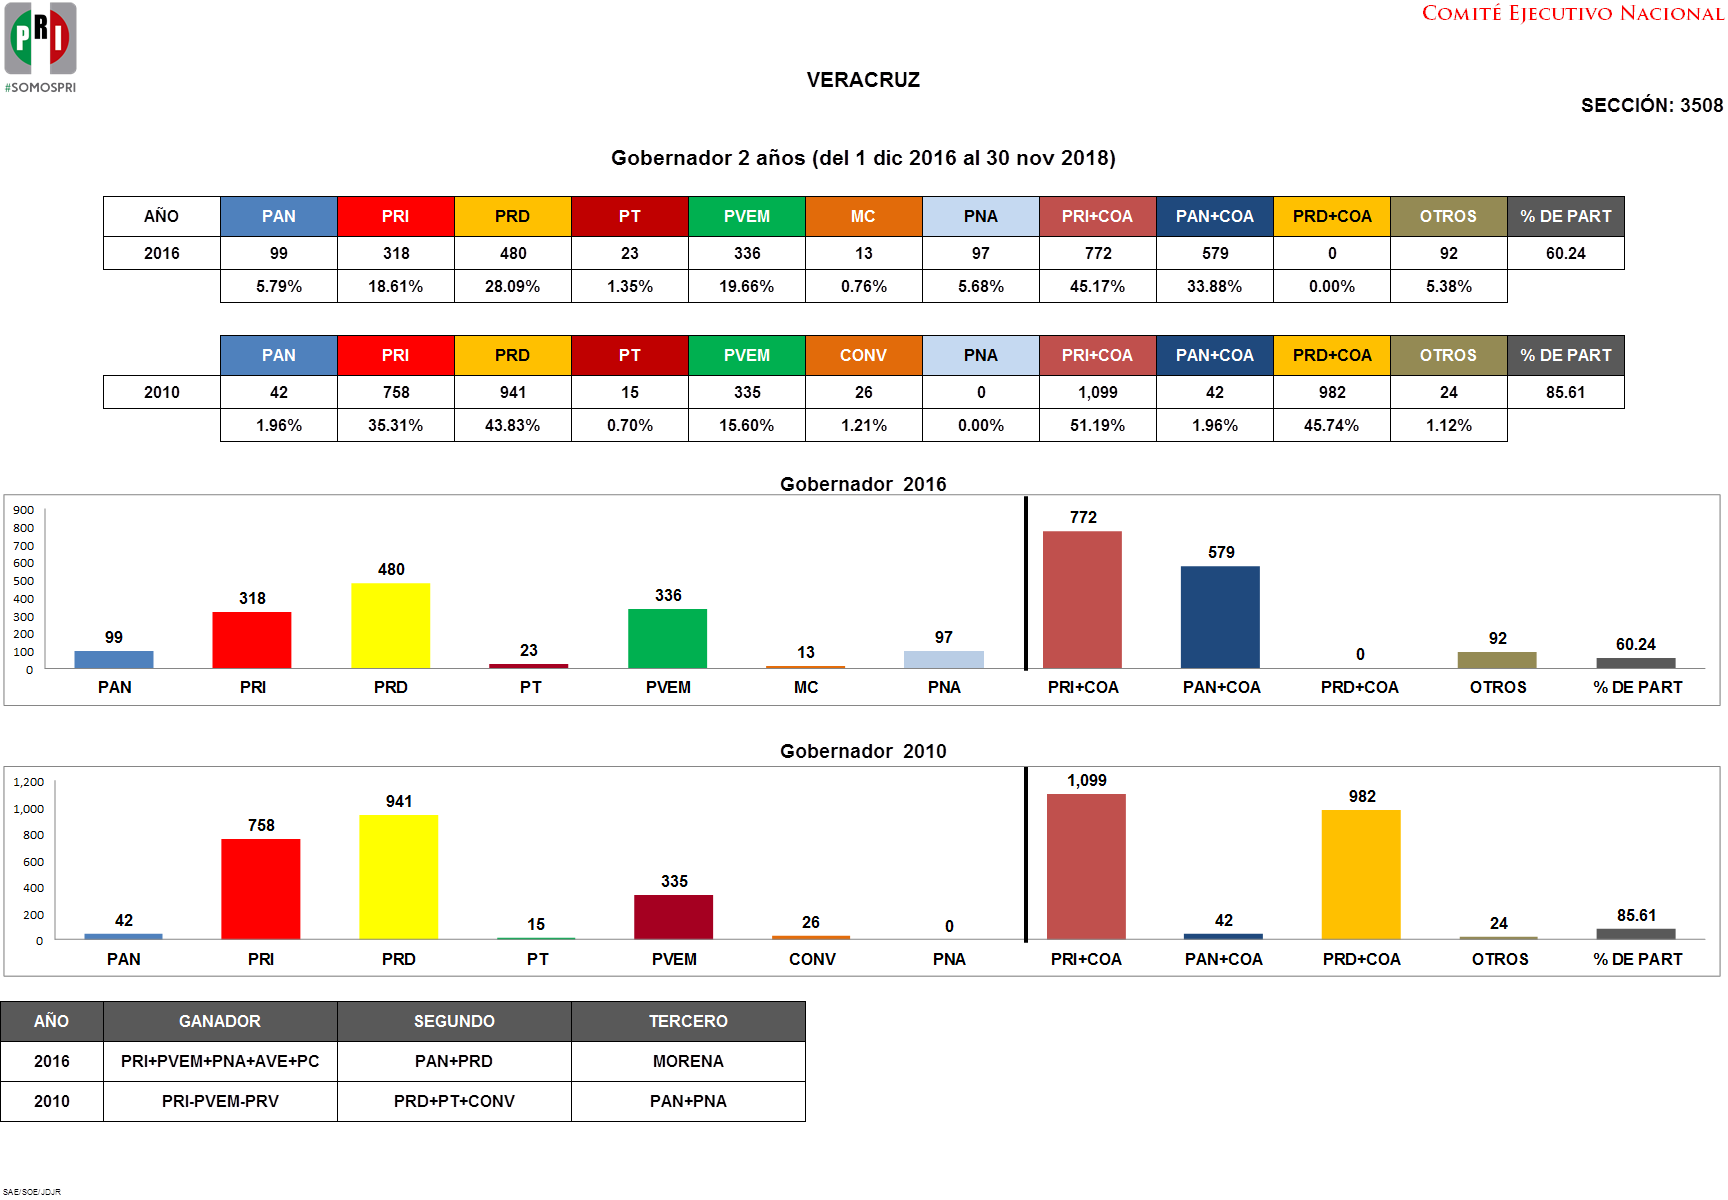 COMITÉ EJECUTIVO NACIONAL
PRI
#SOMOSPRI
VERACRUZ
SECCIÓN: 3508
Gobernador 2 años (del 1 dic 2016 al 30 nov 2018)
AÑO PAN PRI PRD PT PVEM MC PNA PRI+COA PAN+COA PRD+COA OTROS % DE PART
2016 99 318 480 23 336 13 97 772 579 0 92 60.24
5.79% 18.61% 28.09% 1.35% 19.66% 0.76% 5.68% 45.17% 33.88% 0.00% 5.38%
PAN PRI PRD PT PVEM CONV PNA PRI+COA PAN+COA PRD+COA OTROS % DE PART
2010 42 758 941 15 335 26 0 1,099 42 982 24 85.61
1.96% 35.31% 43.83% 0.70% 15.60% 1.21% 0.00% 51.19% 1.96% 45.74% 1.12%
Gobernador 2016
900
800
700
600
500
400
300
200
100
0
99 318 480 23 336 13 97 772 579 0 92 60.24
PAN PRI PRD PT PVEM MC PNA PRI+COA PAN+COA PRD+COA OTROS % DE PART
Gobernador 2010
1,200
1,000
800
600
400
200
0
42 758 941 15 335 26 0 1,099 42 982 24 85.61
PAN PRI PRD PT PVEM CONV PNA PRI+COA PAN+COA PRD+COA OTROS % DE PART
AÑO GANADOR SEGUNDO TERCERO
2016 PRI+PVEM+PNA+AVE+PC PAN+PRD MORENA
2010 PRI-PVEM-PRV PRD+PT+CONV PAN+PNA
SAE/SOE/JDJR